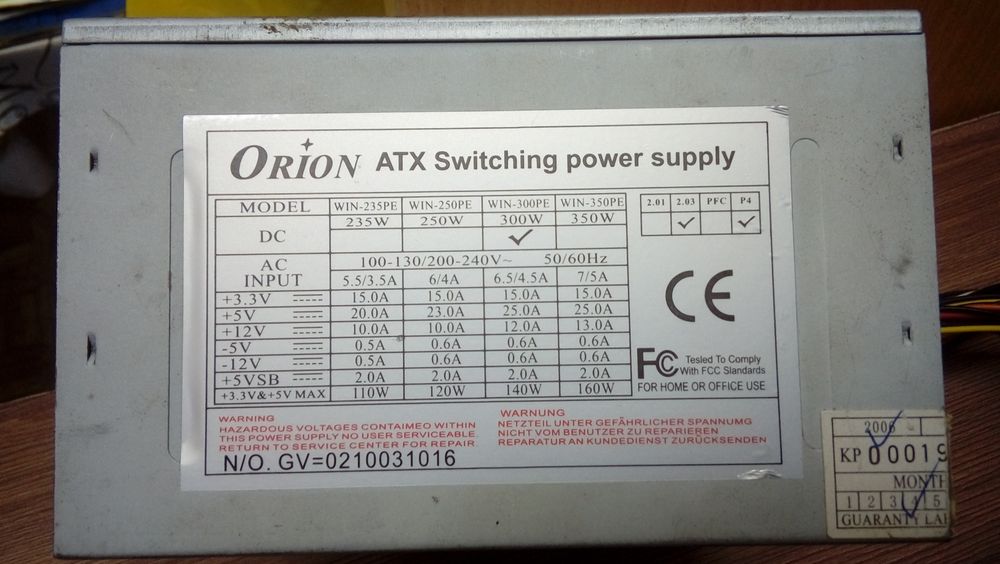 ORION ATX Switching power supply
MODEL WIN-235PE WIN-250PE WIN-300PE WIN-350PE
235W 250W 300W 350W
DC ✓
2.01 2.03 PFC P4
✓ ✓
AC INPUT 100-130/200-240V~ 50/60Hz
5.5/3.5A 6/4A 6.5/4.5A 7/5A
+3.3V 15.0A 15.0A 15.0A 15.0A
+5V 20.0A 23.0A 25.0A 25.0A
+12V 10.0A 10.0A 12.0A 13.0A
-5V 0.5A 0.6A 0.6A 0.6A
-12V 0.5A 0.6A 0.6A 0.6A
+5VSB 2.0A 2.0A 2.0A 2.0A
+3.3V&+5V MAX 110W 120W 140W 160W
CE
FC Tested To Comply
With FCC Standards
FOR HOME OR OFFICE USE
WARNING
HAZARDOUS VOLTAGES CONTAIMEO WITHIN
THIS POWER SUPPLY NO USER SERVICEABLE.
RETURN TO SERVICE CENTER FOR REPAIR
WARNUNG
NETZTEIL UNTER GEFÄHRLICHER SPANNUMG
NICHT VOM BENUTZER ZU REPARIEREN
REPARATUR AN KUNDEDIENST ZURÜCKSENDEN
N/O. GV=0210031016
2006
KP 00019
MONTH
1 2 3 4 5
GUARANTY LA